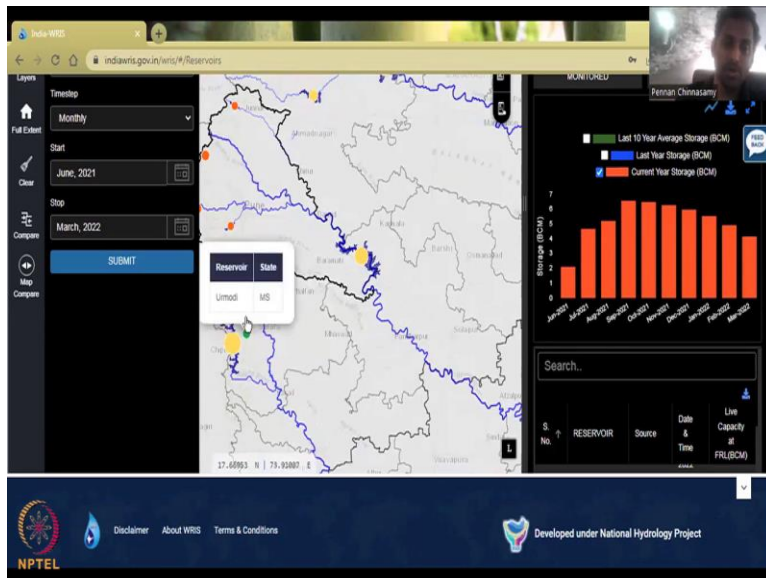 India-WRIS
indiawris.gov.in/wris/#/Reservoirs
Pennan Chinnasamy
Layers
Full Extent
Clear
Compare
Map
Compare
Timestep
Monthly
Start
June, 2021
Stop
March, 2022
SUBMIT
Ahmadnagar
Pune
Baramati
Reservoir State
Urmodi MS
17.68953 N | 73.91007 E
L
MONITORED
FEED
BACK
Last 10 Year Average Storage (BCM)
Last Year Storage (BCM)
Current Year Storage (BCM)
Storage (BCM)
7
6
5
4
3
2
1
0
Jun-2021 Jul-2021 Aug-2021 Sep-2021 Oct-2021 Nov-2021 Dec-2021 Jan-2022 Feb-2022 Mar-2022
Search..
S.
No. RESERVOIR Source Date
&
Time Live
Capacity
at
FRL(BCM)
NPTEL
Disclaimer About WRIS Terms & Conditions
Developed under National Hydrology Project